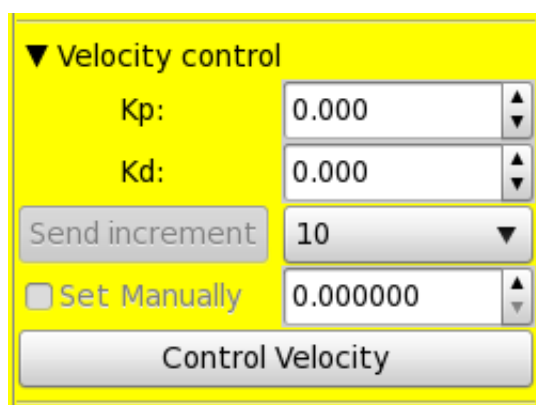 Velocity control
Kp: 0.000
Kd: 0.000
Send increment 10
Set Manually 0.000000
Control Velocity